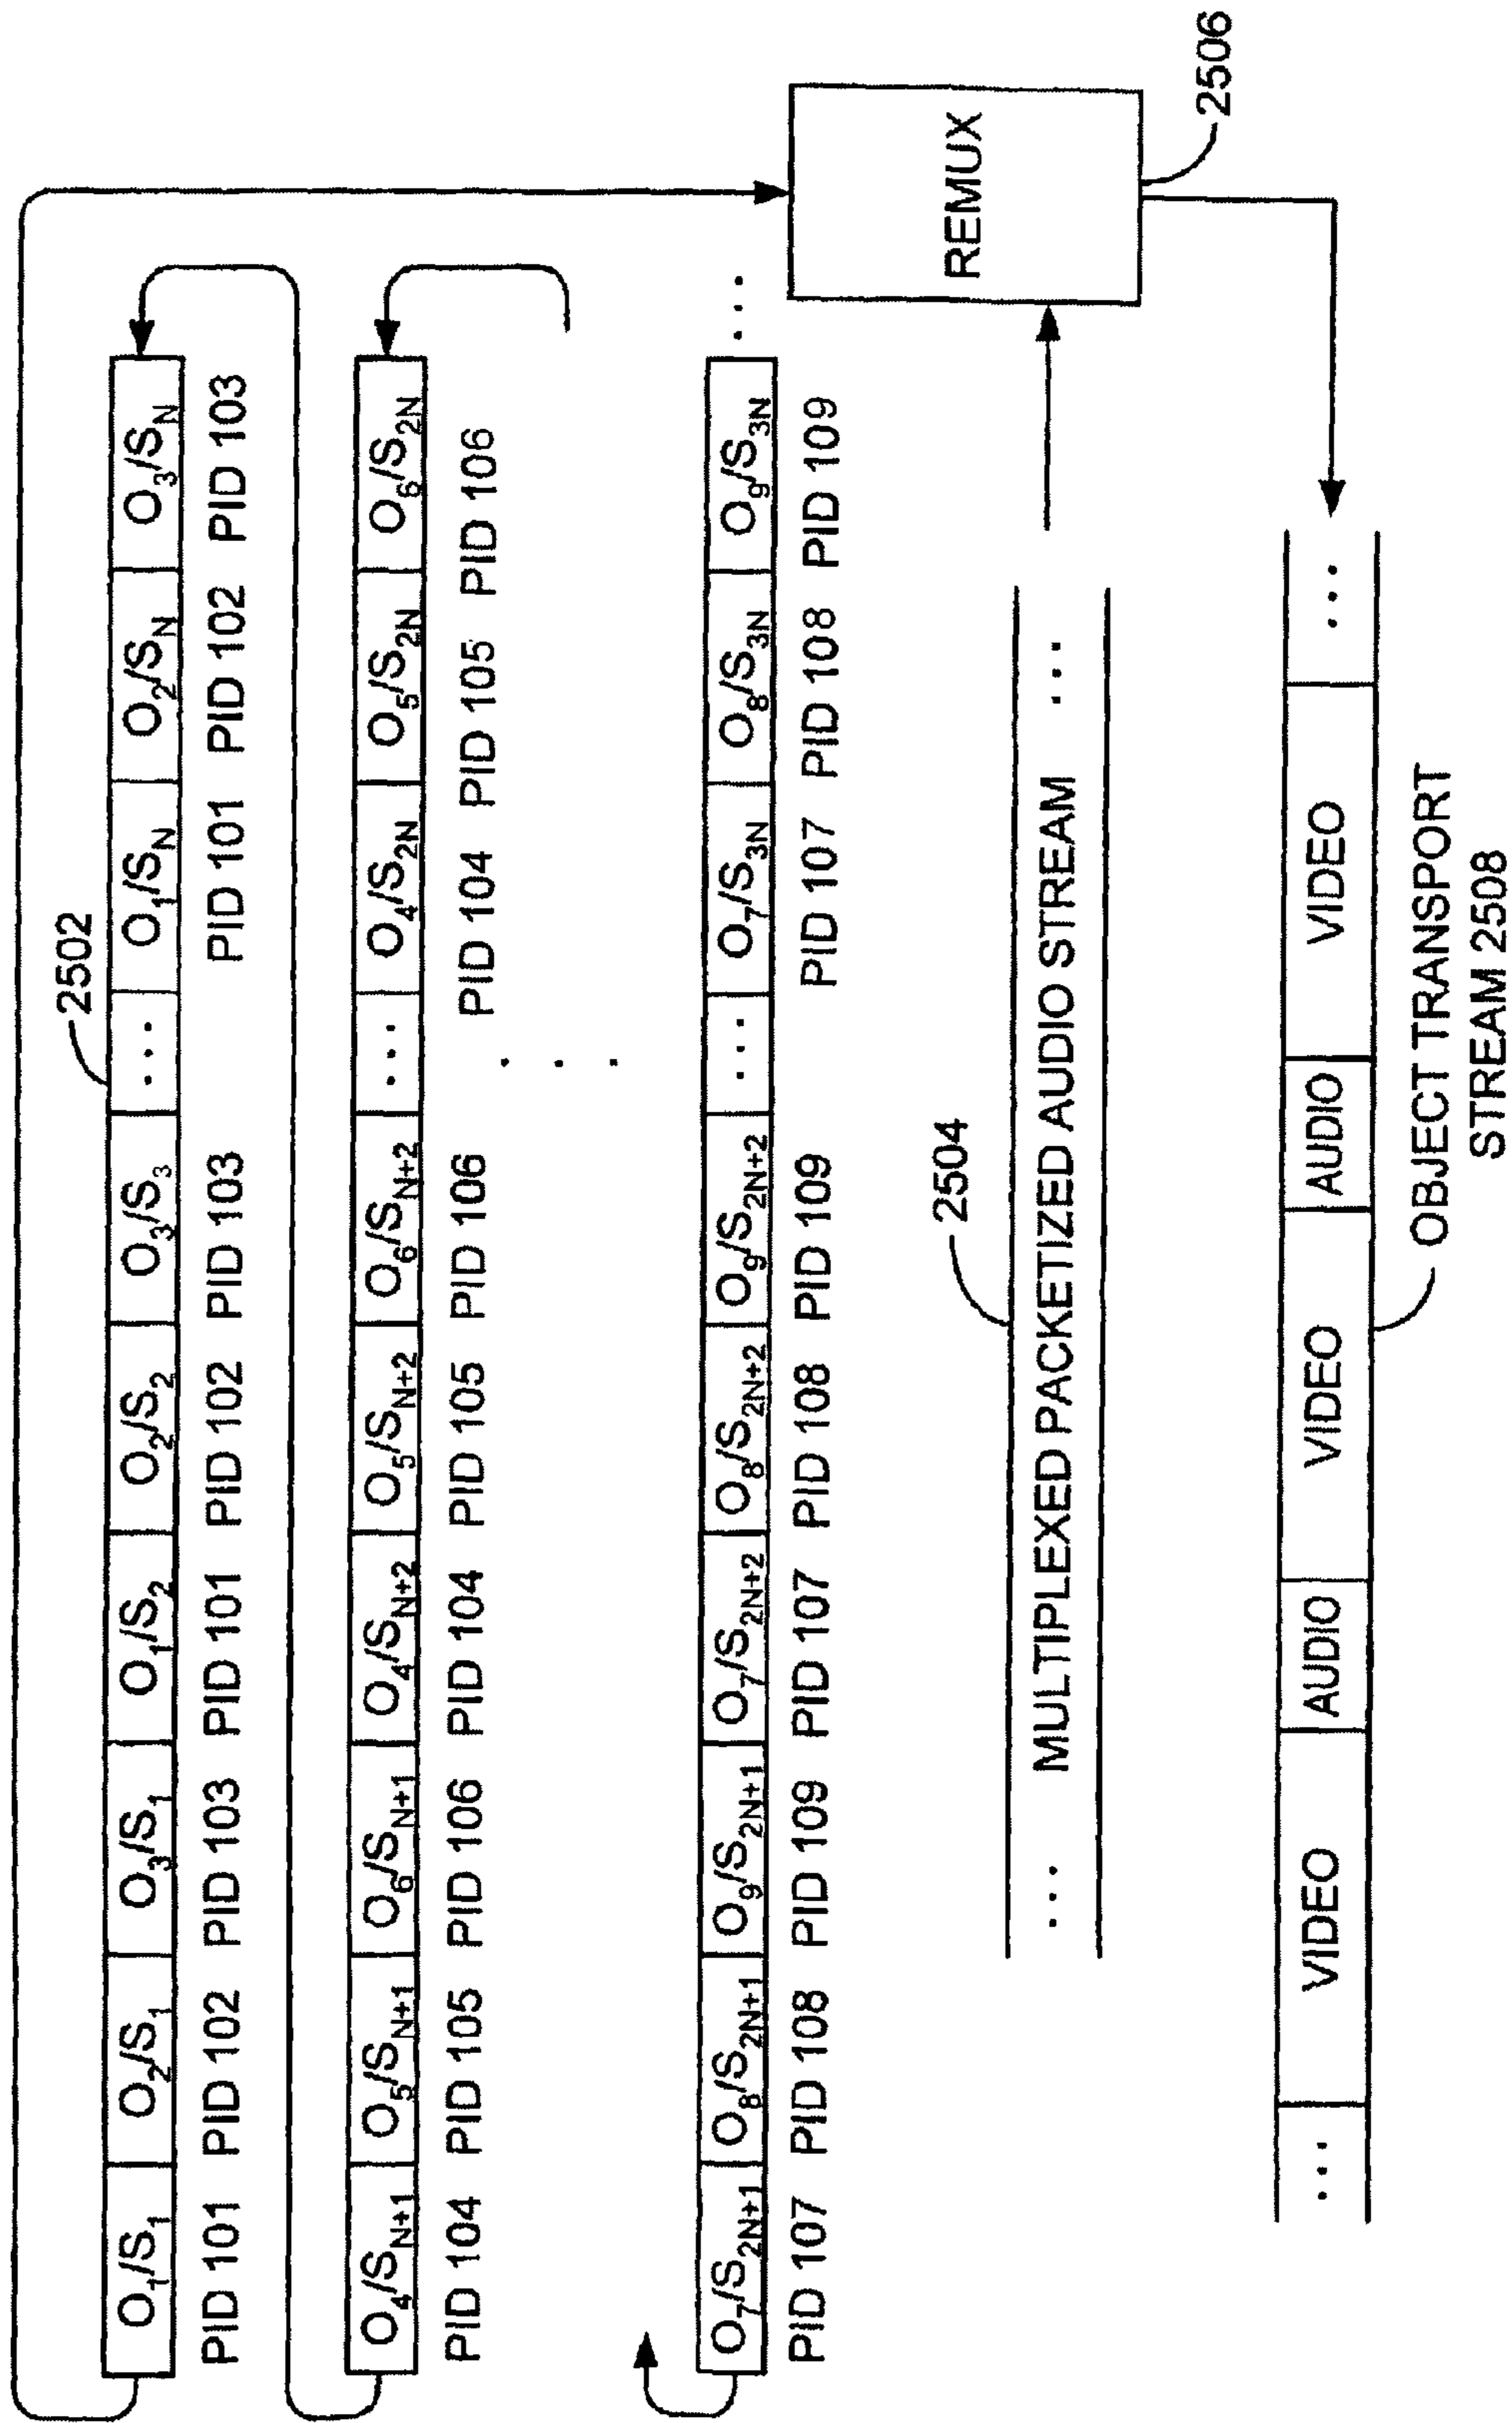 2502
O1/S1 O2/S1 O3/S1 O1/S2 O2/S2 O3/S3 ... O1/SN O2/SN O3/SN
PID 101 PID 102 PID 103 PID 101 PID 102 PID 103 PID 101 PID 102 PID 103
O4/SN+1 O5/SN+1 O6/SN+1 O4/SN+2 O5/SN+2 O6/SN+2 ... O4/S2N O5/S2N O6/S2N
PID 104 PID 105 PID 106 PID 104 PID 105 PID 106 PID 104 PID 105 PID 106
. . .
O7/S2N+1 O8/S2N+1 O9/S2N+1 O7/S2N+2 O8/S2N+2 O9/S2N+2 .... O7/S3N O8/S3N O9/S3N ...
PID 107 PID 108 PID 109 PID 107 PID 108 PID 109 PID 107 PID 108 PID 109
2504
... MULTIPLEXED PACKETIZED AUDIO STREAM ...
REMUX
2506
... VIDEO AUDIO VIDEO AUDIO VIDEO ...
OBJECT TRANSPORT
STREAM 2508